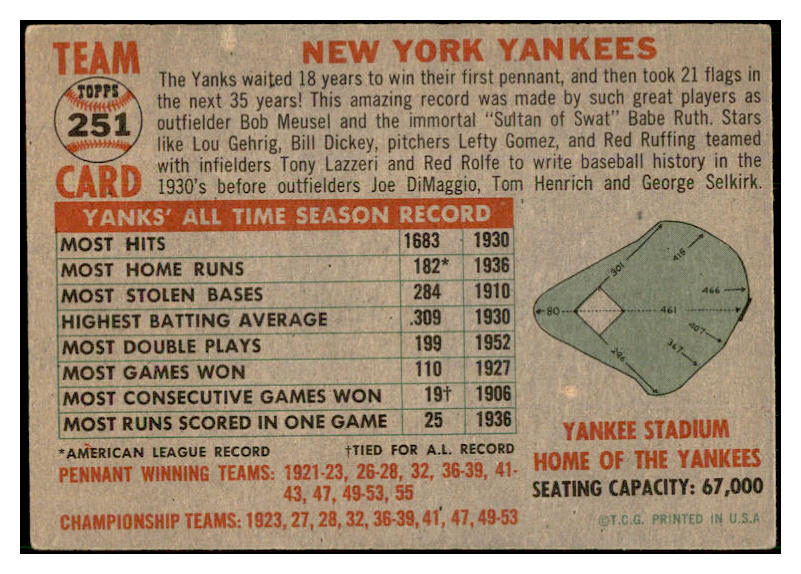 TEAM
TOPPS
251
CARD
NEW YORK YANKEES
The Yanks waited 18 years to win their first pennant, and then took 21 flags in
the next 35 years! This amazing record was made by such great players as
outfielder Bob Meusel and the immortal "Sultan of Swat" Babe Ruth. Stars
like Lou Gehrig, Bill Dickey, pitchers Lefty Gomez, and Red Ruffing teamed
with infielders Tony Lazzeri and Red Rolfe to write baseball history in the
1930's before outfielders Joe DiMaggio, Tom Henrich and George Selkirk.
YANKS' ALL TIME SEASON RECORD
MOST HITS 1683 1930
MOST HOME RUNS 182* 1936
MOST STOLEN BASES 284 1910
HIGHEST BATTING AVERAGE .309 1930
MOST DOUBLE PLAYS 199 1952
MOST GAMES WON 110 1927
MOST CONSECUTIVE GAMES WON 19† 1906
MOST RUNS SCORED IN ONE GAME 25 1936
*AMERICAN LEAGUE RECORD †TIED FOR A.L. RECORD
PENNANT WINNING TEAMS: 1921-23, 26-28, 32, 36-39, 41-
43, 47, 49-53, 55
CHAMPIONSHIP TEAMS: 1923, 27, 28, 32, 36-39, 41, 47, 49-53
301
415
466
80
461
407
367
296
YANKEE STADIUM
HOME OF THE YANKEES
SEATING CAPACITY: 67,000
©T.C.G. PRINTED IN U.S.A